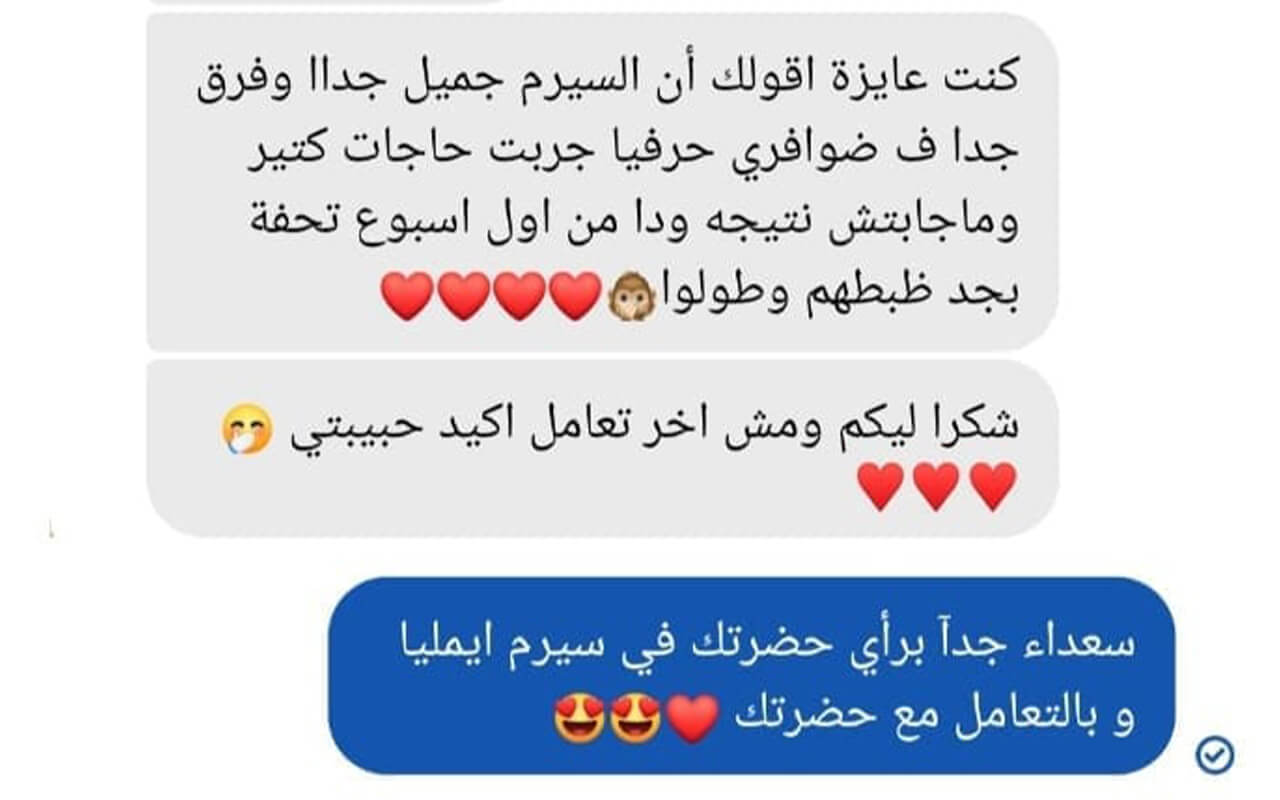 كنت عايزة اقولك أن السيرم جميل جداا وفرق
جدا ف ضوافري حرفيا جربت حاجات كتير
وماجابتش نتيجه ودا من اول اسبوع تحفة
بجد ظبطهم وطولوا🙊❤️❤️❤️❤️
شكرا ليكم ومش اخر تعامل اكيد حبيبتي 🤭
♥️♥️♥️
سعداء جدآ برأي حضرتك في سيرم ايمليا
و بالتعامل مع حضرتك ❤️😍😍